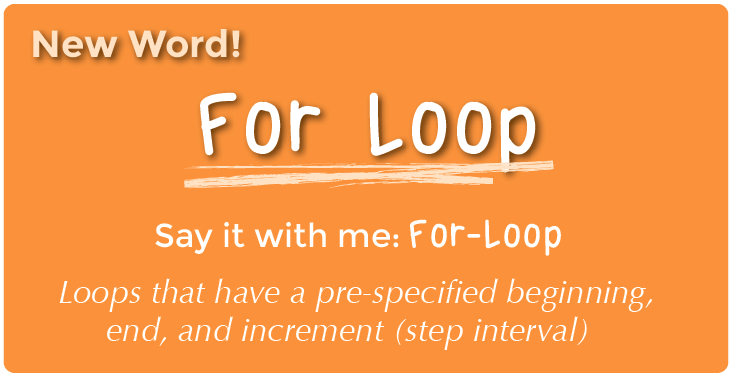 New Word!
For Loop
Say it with me: For-Loop
Loops that have a pre-specified beginning,
end, and increment (step interval)